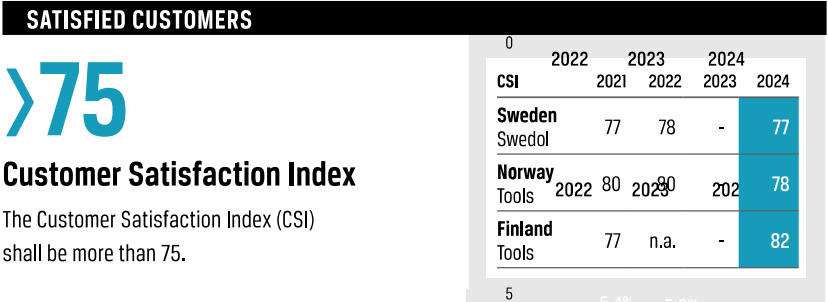 SATISFIED CUSTOMERS
>75
Customer Satisfaction Index
The Customer Satisfaction Index (CSI)
shall be more than 75.
0
2022 2023 2024
CSI 2021 2022 2023 2024
Sweden
Swedol 77 78 - 77
Norway
Tools 80 80 - 78
2022 2023 202
Finland
Tools 77 n.a. - 82
5